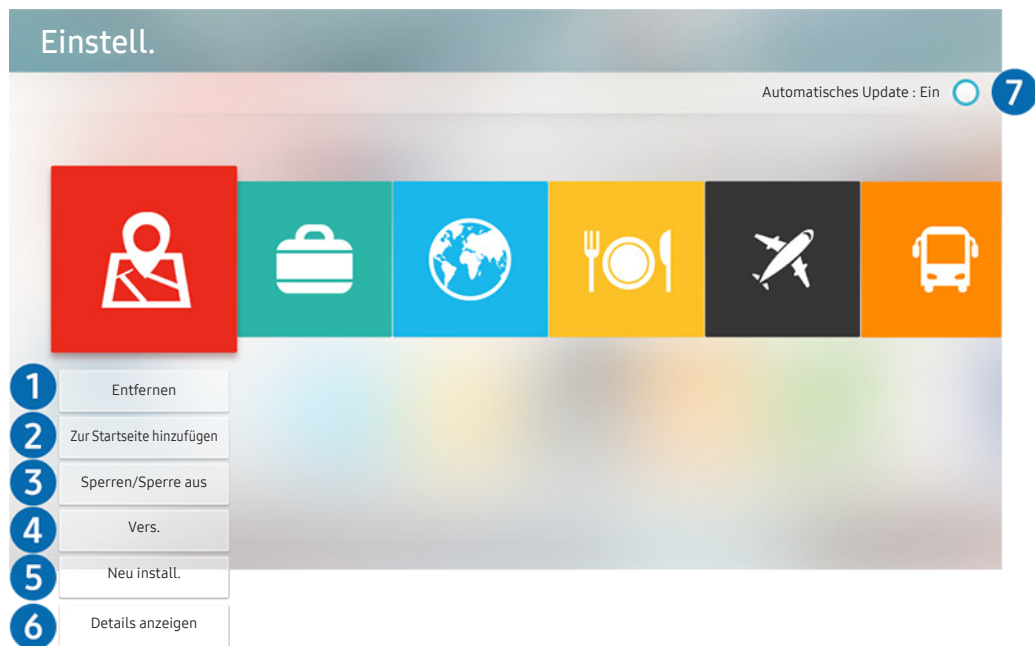 Einstell.
Automatisches Update : Ein
7
1
Entfernen
2
Zur Startseite hinzufügen
3
Sperren/Sperre aus
4
Vers.
5
Neu install.
6
Details anzeigen